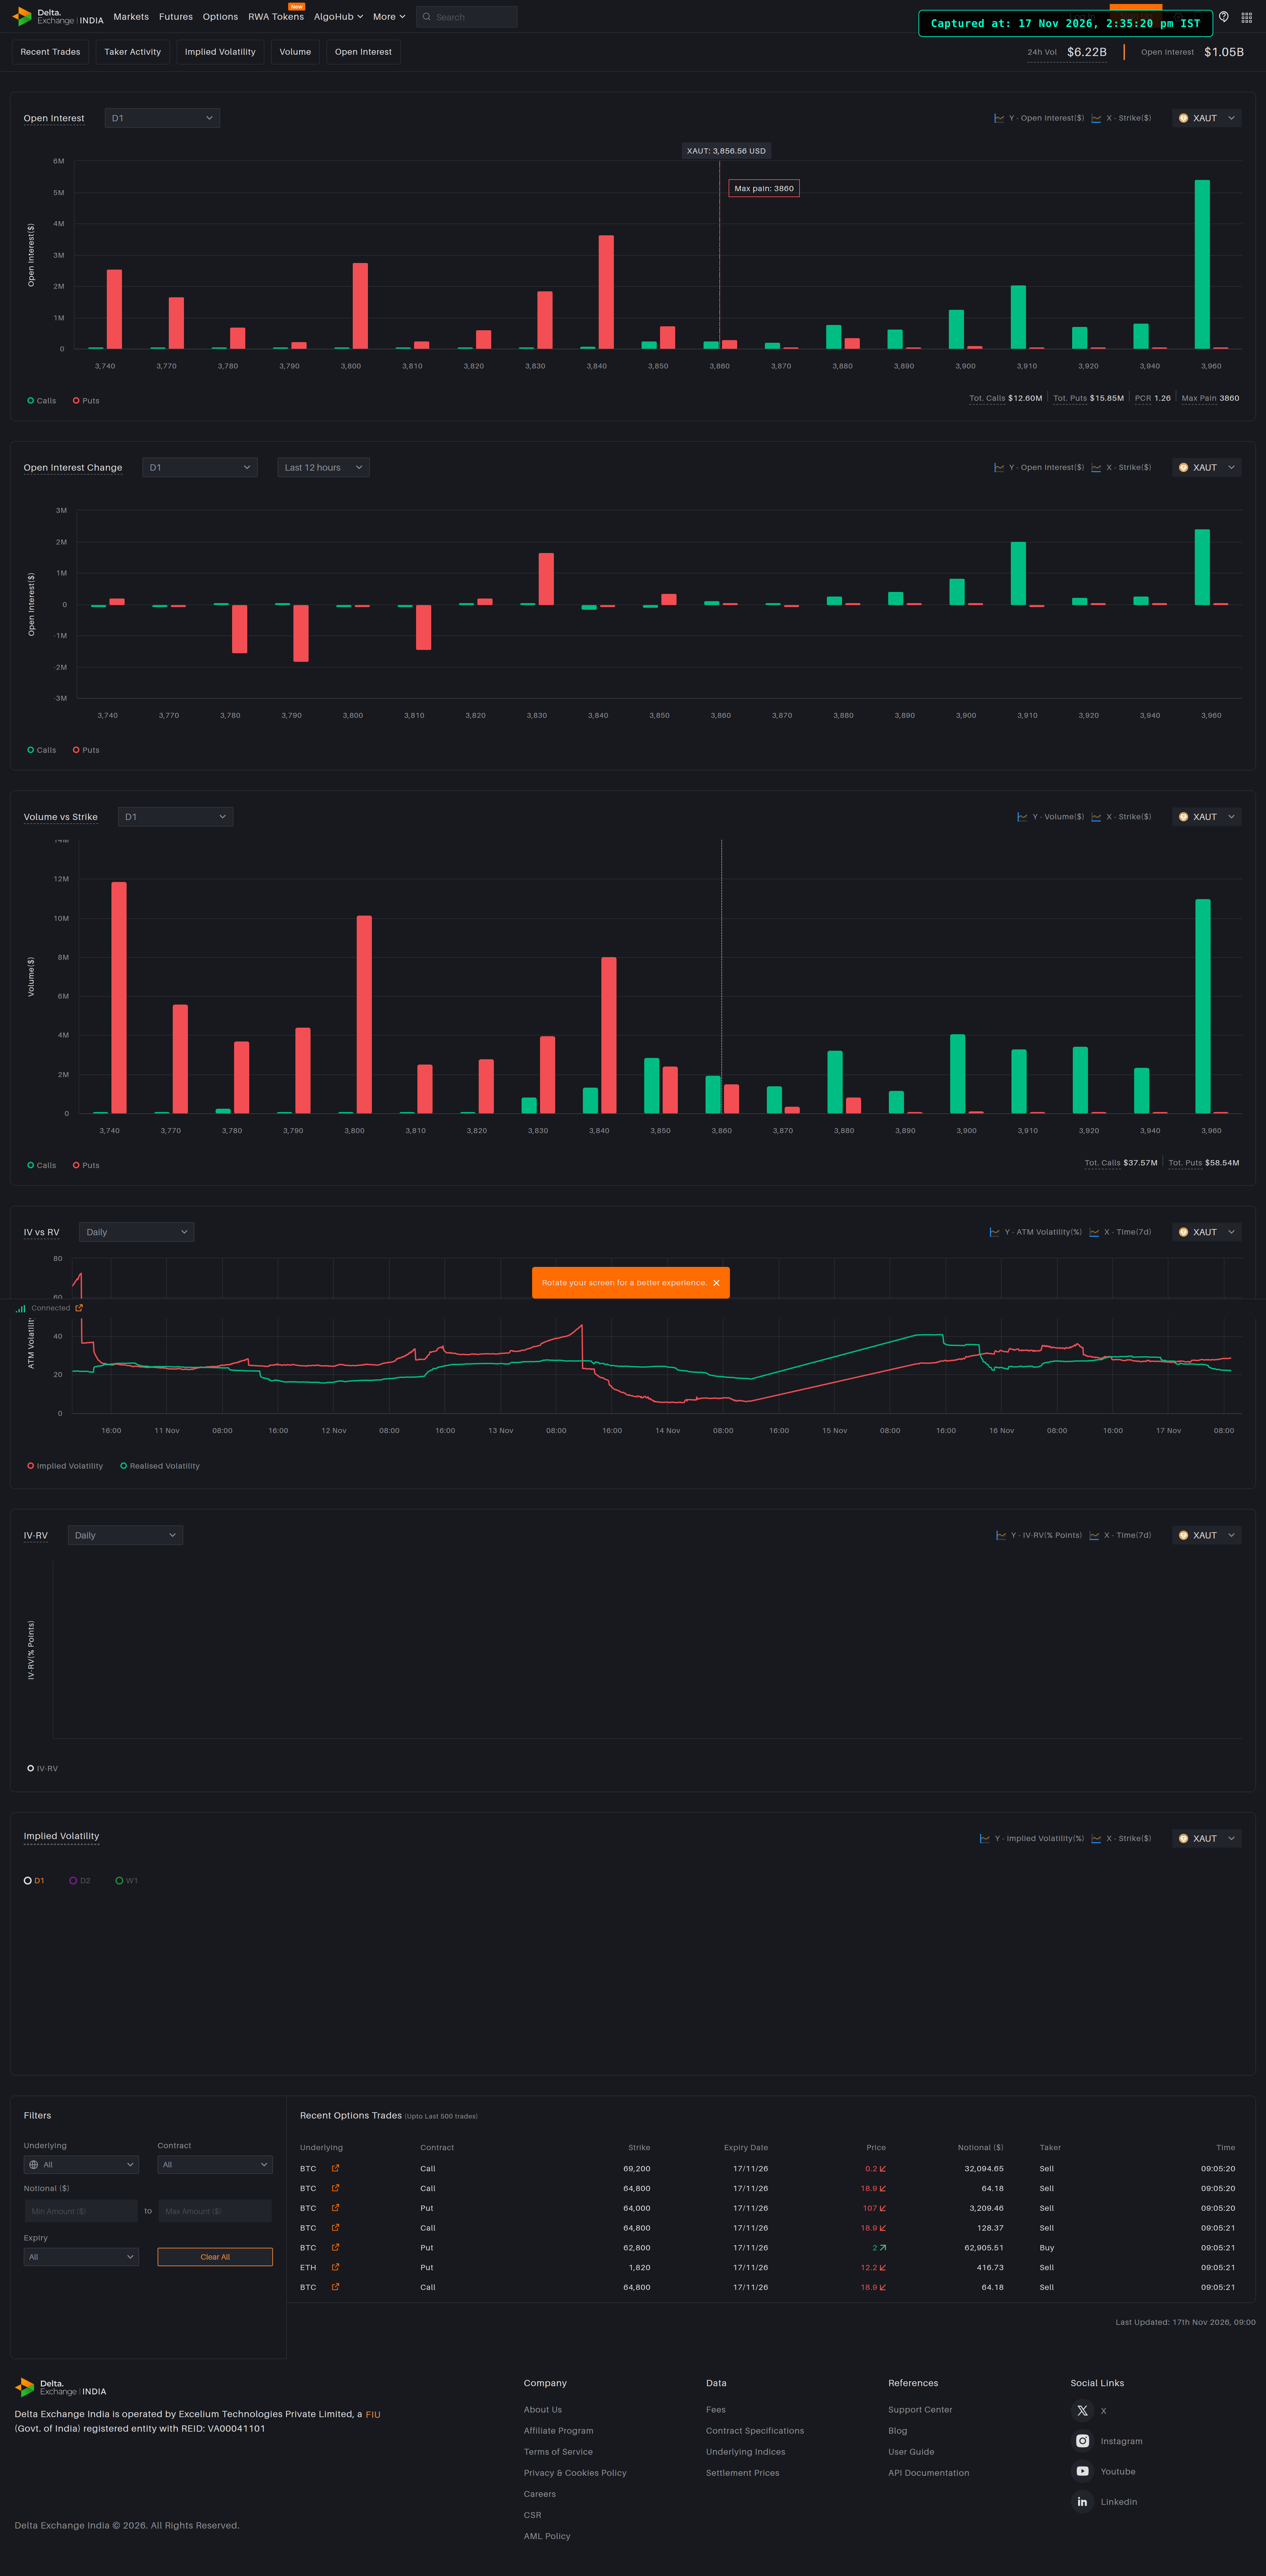 Delta.
Exchange | INDIA
Markets Futures Options RWA Tokens New AlgoHub More Search
Captured at: 17 Nov 2026, 2:35:20 pm IST
Recent Trades Taker Activity Implied Volatility Volume Open Interest 24h Vol $6.22B Open Interest $1.05B
Open Interest D1 Y - Open Interest($) X - Strike($) XAUT
XAUT: 3,856.56 USD
Max pain: 3860
Open Interest($)
6M
5M
4M
3M
2M
1M
0
3,740 3,770 3,780 3,790 3,800 3,810 3,820 3,830 3,840 3,850 3,860 3,870 3,880 3,890 3,900 3,910 3,920 3,940 3,960
Calls Puts Tot. Calls $12.60M Tot. Puts $15.85M PCR 1.26 Max Pain 3860
Open Interest Change D1 Last 12 hours Y - Open Interest($) X - Strike($) XAUT
Open Interest($)
3M
2M
1M
0
-1M
-2M
-3M
3,740 3,770 3,780 3,790 3,800 3,810 3,820 3,830 3,840 3,850 3,860 3,870 3,880 3,890 3,900 3,910 3,920 3,940 3,960
Calls Puts
Volume vs Strike D1 Y - Volume($) X - Strike($) XAUT
Volume($)
14M
12M
10M
8M
6M
4M
2M
0
3,740 3,770 3,780 3,790 3,800 3,810 3,820 3,830 3,840 3,850 3,860 3,870 3,880 3,890 3,900 3,910 3,920 3,940 3,960
Calls Puts Tot. Calls $37.57M Tot. Puts $58.54M
IV vs RV Daily Y - ATM Volatility(%) X - Time(7d) XAUT
80
Rotate your screen for a better experience.
60
Connected
ATM Volatility
40
20
0
16:00 11 Nov 08:00 16:00 12 Nov 08:00 16:00 13 Nov 08:00 16:00 14 Nov 08:00 16:00 15 Nov 08:00 16:00 16 Nov 08:00 16:00 17 Nov 08:00
Implied Volatility Realised Volatility
IV-RV Daily Y - IV-RV(% Points) X - Time(7d) XAUT
IV-RV(% Points)
IV-RV
Implied Volatility Y - Implied Volatility(%) X - Strike($) XAUT
D1 D2 W1
Filters
Underlying Contract
All All
Notional ($)
Min Amount ($) to Max Amount ($)
Expiry
All Clear All
Recent Options Trades (Upto Last 500 trades)
Underlying Contract Strike Expiry Date Price Notional ($) Taker Time
BTC Call 69,200 17/11/26 0.2 32,094.65 Sell 09:05:20
BTC Call 64,800 17/11/26 18.9 64.18 Sell 09:05:20
BTC Put 64,000 17/11/26 107 3,209.46 Sell 09:05:20
BTC Call 64,800 17/11/26 18.9 128.37 Sell 09:05:21
BTC Put 62,800 17/11/26 2 62,905.51 Buy 09:05:21
ETH Put 1,820 17/11/26 12.2 416.73 Sell 09:05:21
BTC Call 64,800 17/11/26 18.9 64.18 Sell 09:05:21
Last Updated: 17th Nov 2026, 09:00
Delta.
Exchange | INDIA
Delta Exchange India is operated by Excelium Technologies Private Limited, a FIU
(Govt. of India) registered entity with REID: VA00041101
Delta Exchange India © 2026. All Rights Reserved.
Company
About Us
Affiliate Program
Terms of Service
Privacy & Cookies Policy
Careers
CSR
AML Policy
Data
Fees
Contract Specifications
Underlying Indices
Settlement Prices
References
Support Center
Blog
User Guide
API Documentation
Social Links
X
Instagram
Youtube
Linkedin